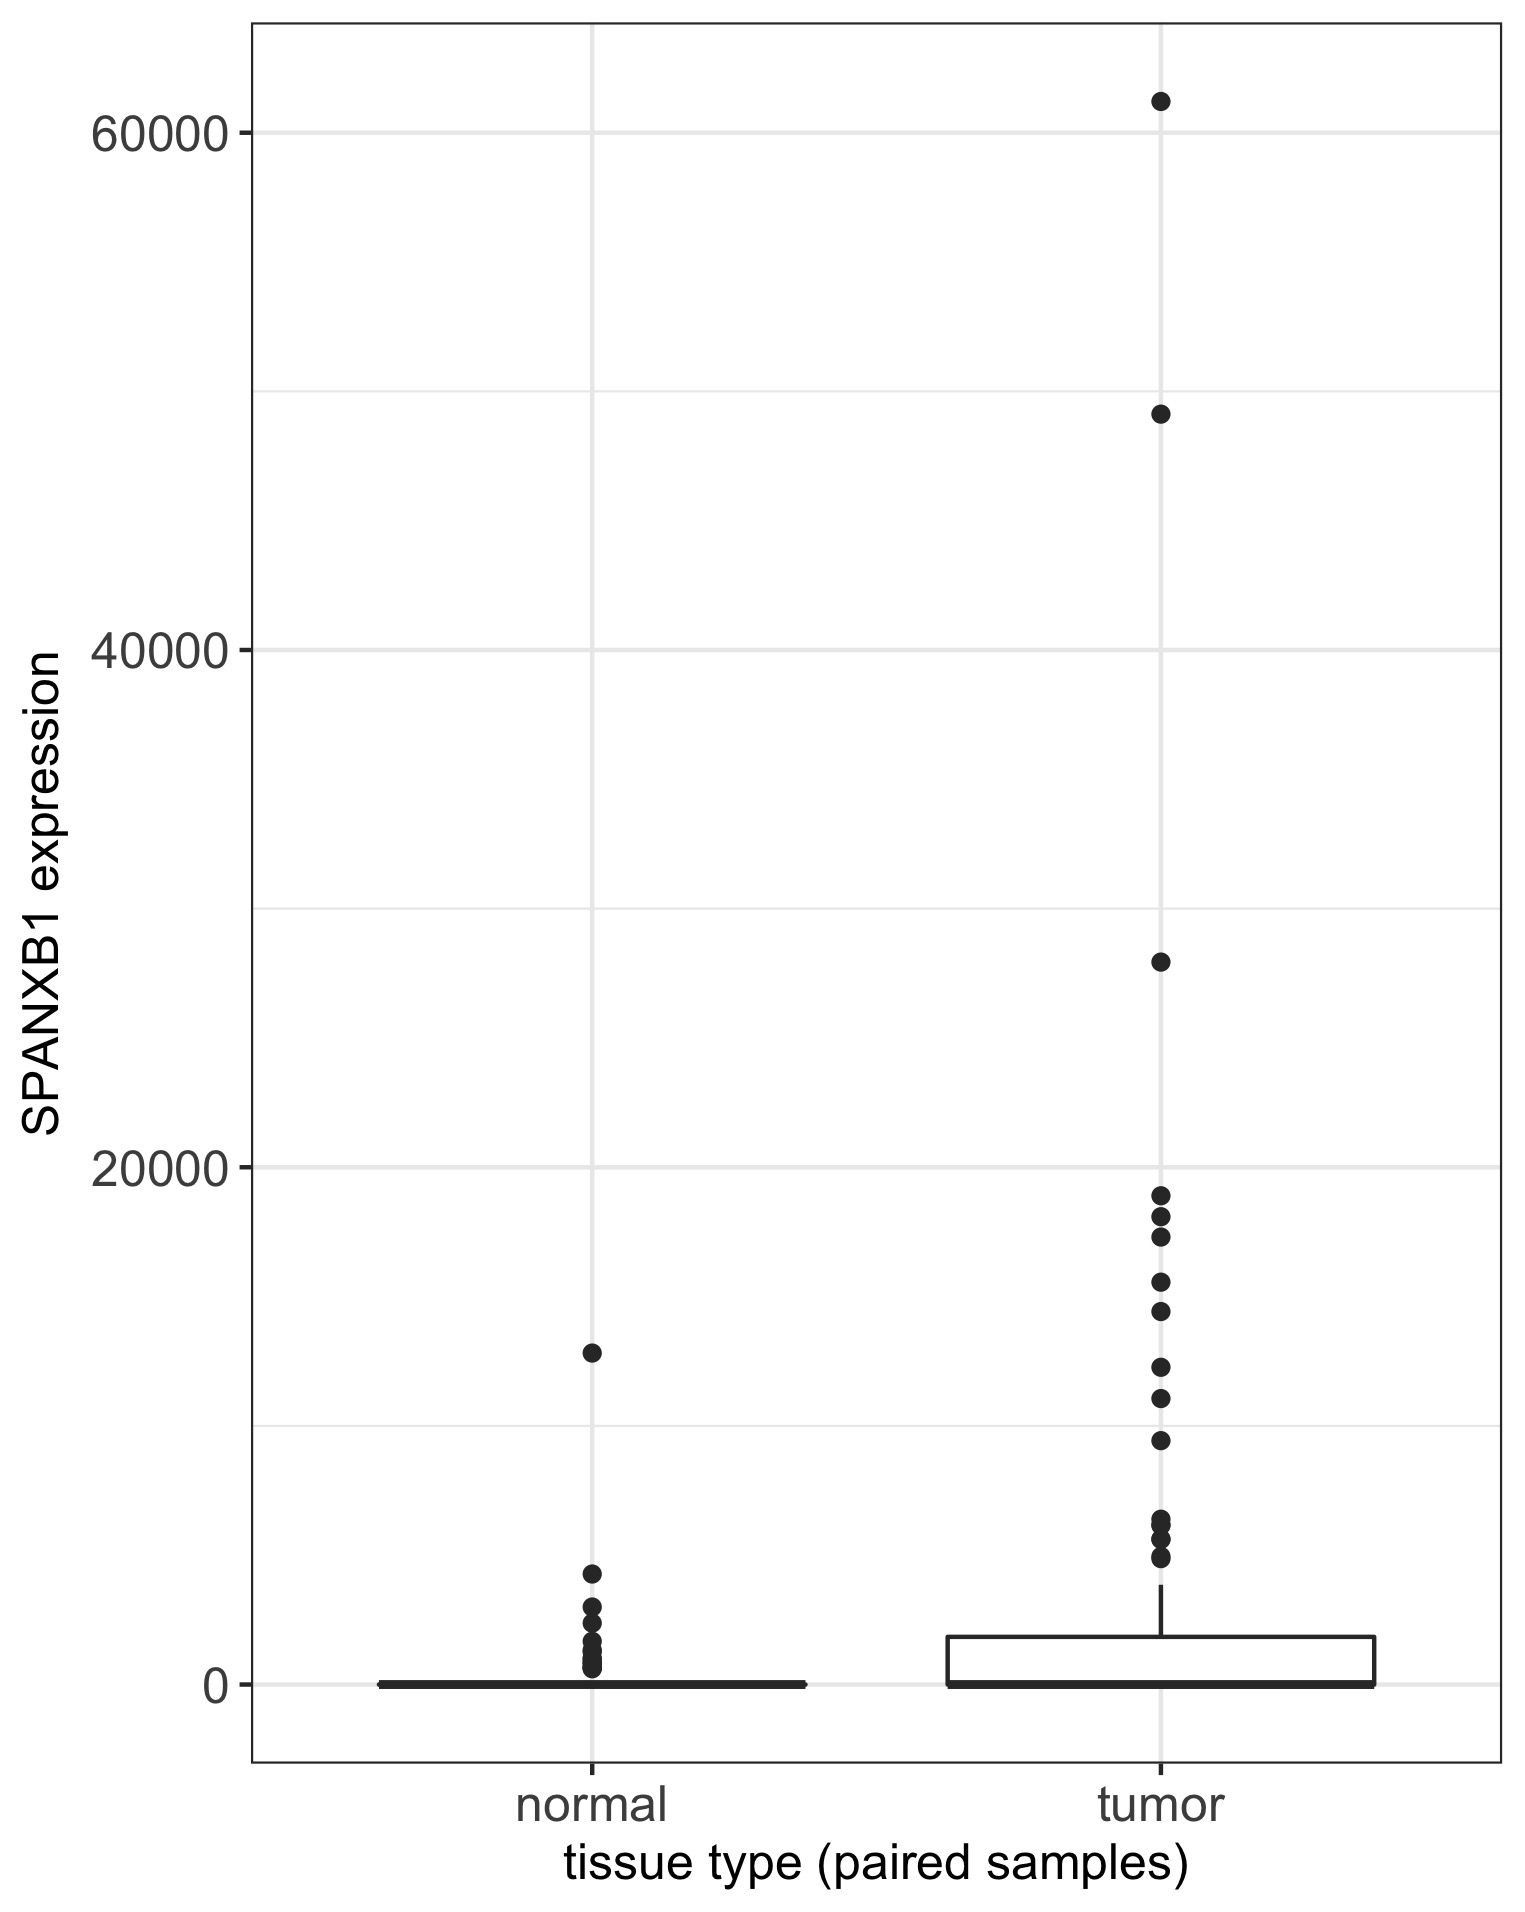 60000
40000
20000
0
SPANXB1 expression
normal
tumor
tissue type (paired samples)